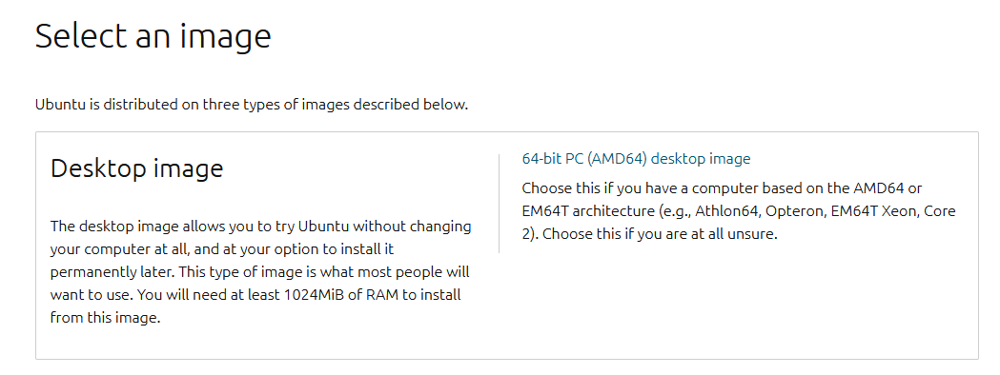 Select an image
Ubuntu is distributed on three types of images described below.
Desktop image
The desktop image allows you to try Ubuntu without changing
your computer at all, and at your option to install it
permanently later. This type of image is what most people will
want to use. You will need at least 1024MiB of RAM to install
from this image.
64-bit PC (AMD64) desktop image
Choose this if you have a computer based on the AMD64 or
EM64T architecture (e.g., Athlon64, Opteron, EM64T Xeon, Core
2). Choose this if you are at all unsure.